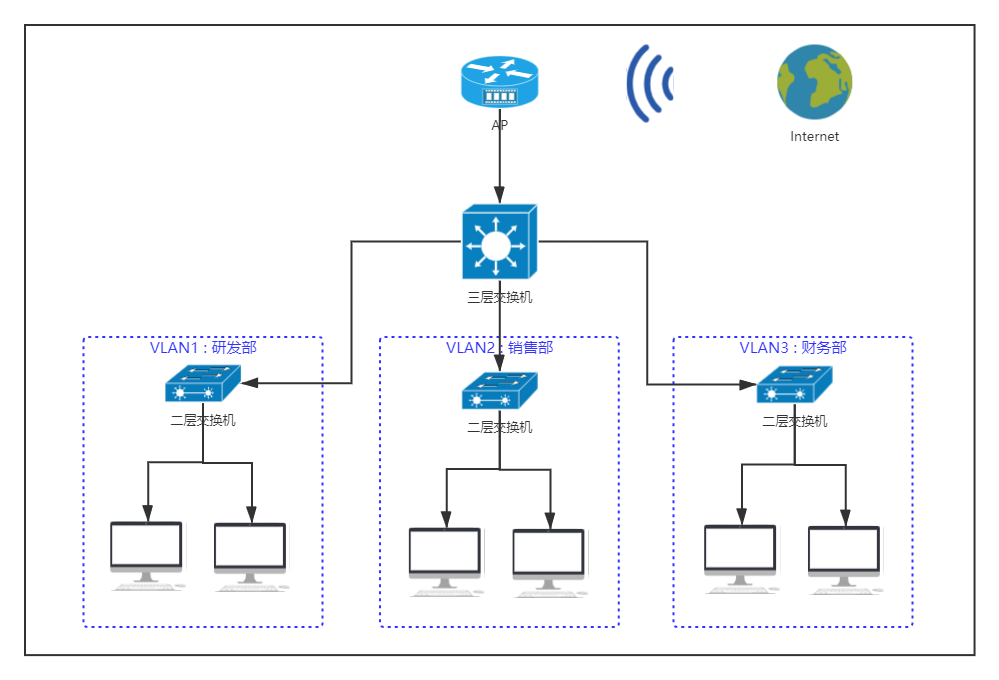 AP
Internet
三层交换机
VLAN1 : 研发部
VLAN2 : 销售部
VLAN3 : 财务部
二层交换机
二层交换机
二层交换机